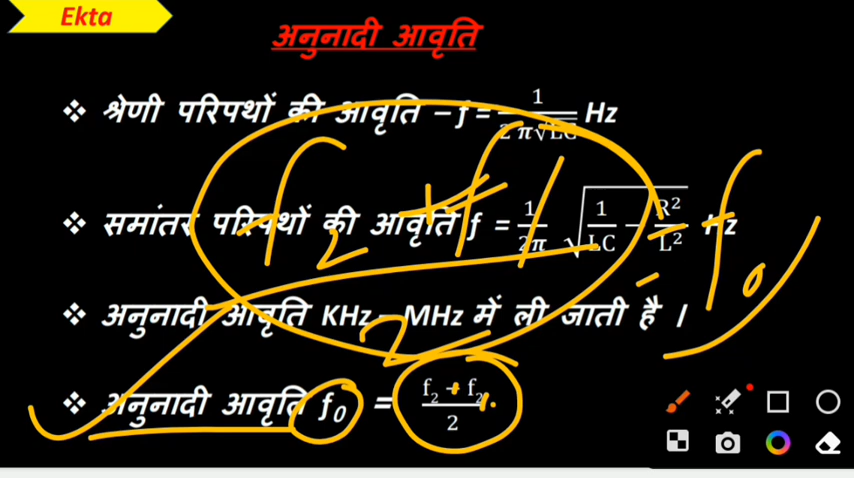 Ekta
अनुनादी आवृति
❖ श्रेणी परिपथों की आवृति – f = 1 / 2 π√LC Hz
❖ समांतर परिपथों की आवृति f = 1/2π √(1/LC − R²/L²) Hz
❖ अनुनादी आवृति KHz – MHz में ली जाती है ।
❖ अनुनादी आवृति f₀ = (f₂ + f₁) / 2
f₂ + f₁ / 2 = f₀